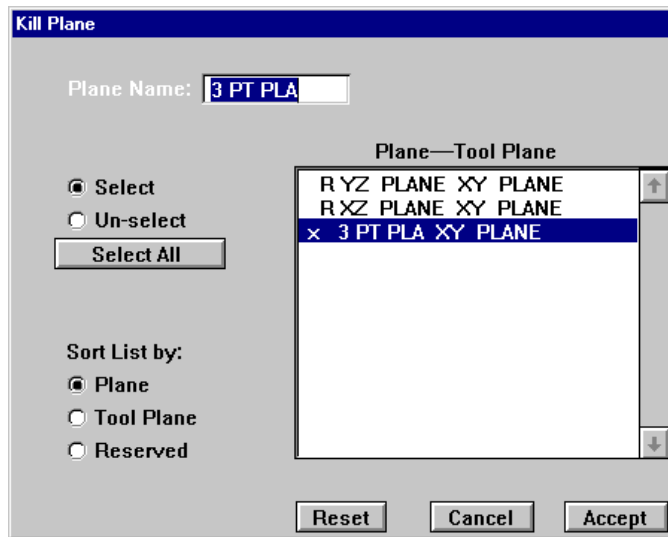 Kill Plane
Plane Name: 3 PT PLA
Plane—Tool Plane
Select
Un-select
Select All
R YZ PLANE XY PLANE
R XZ PLANE XY PLANE
x 3 PT PLA XY PLANE
Sort List by:
Plane
Tool Plane
Reserved
Reset Cancel Accept